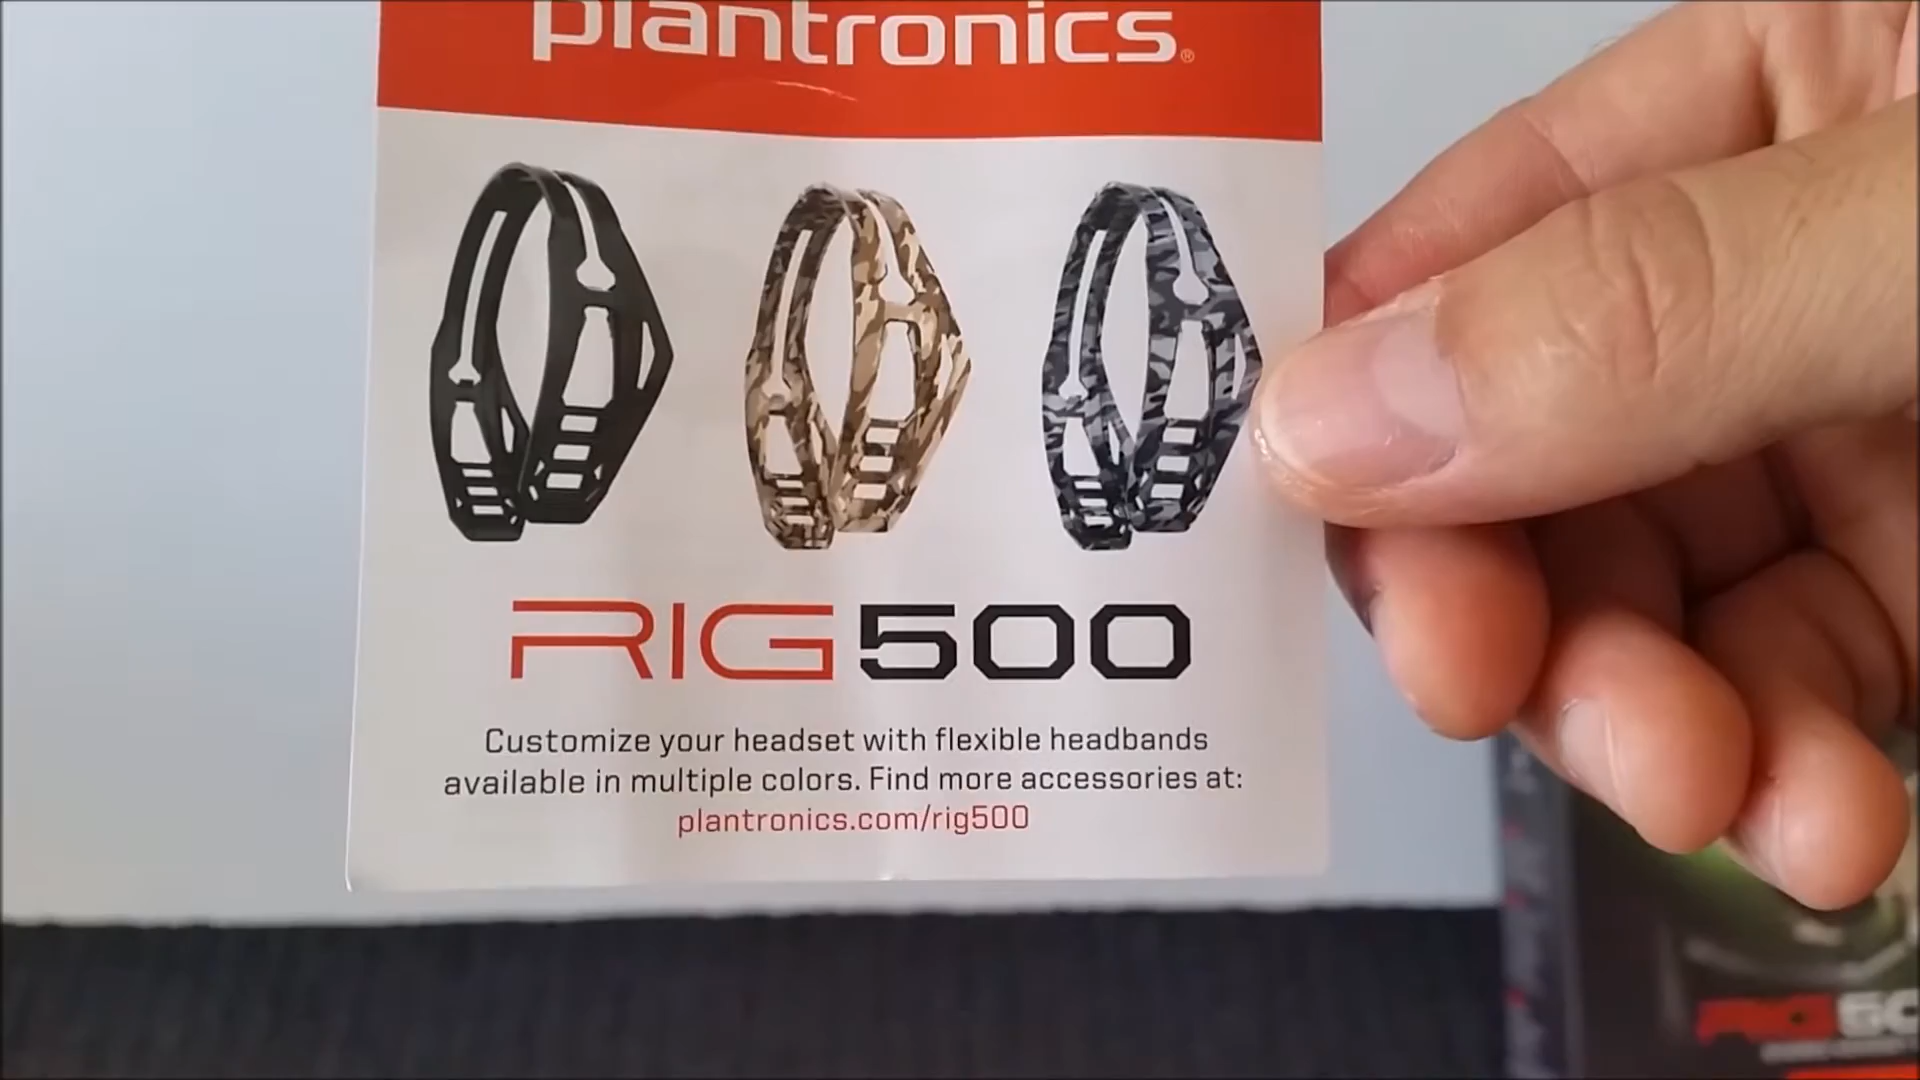 plantronics®
RIG500
Customize your headset with flexible headbands
available in multiple colors. Find more accessories at:
plantronics.com/rig500